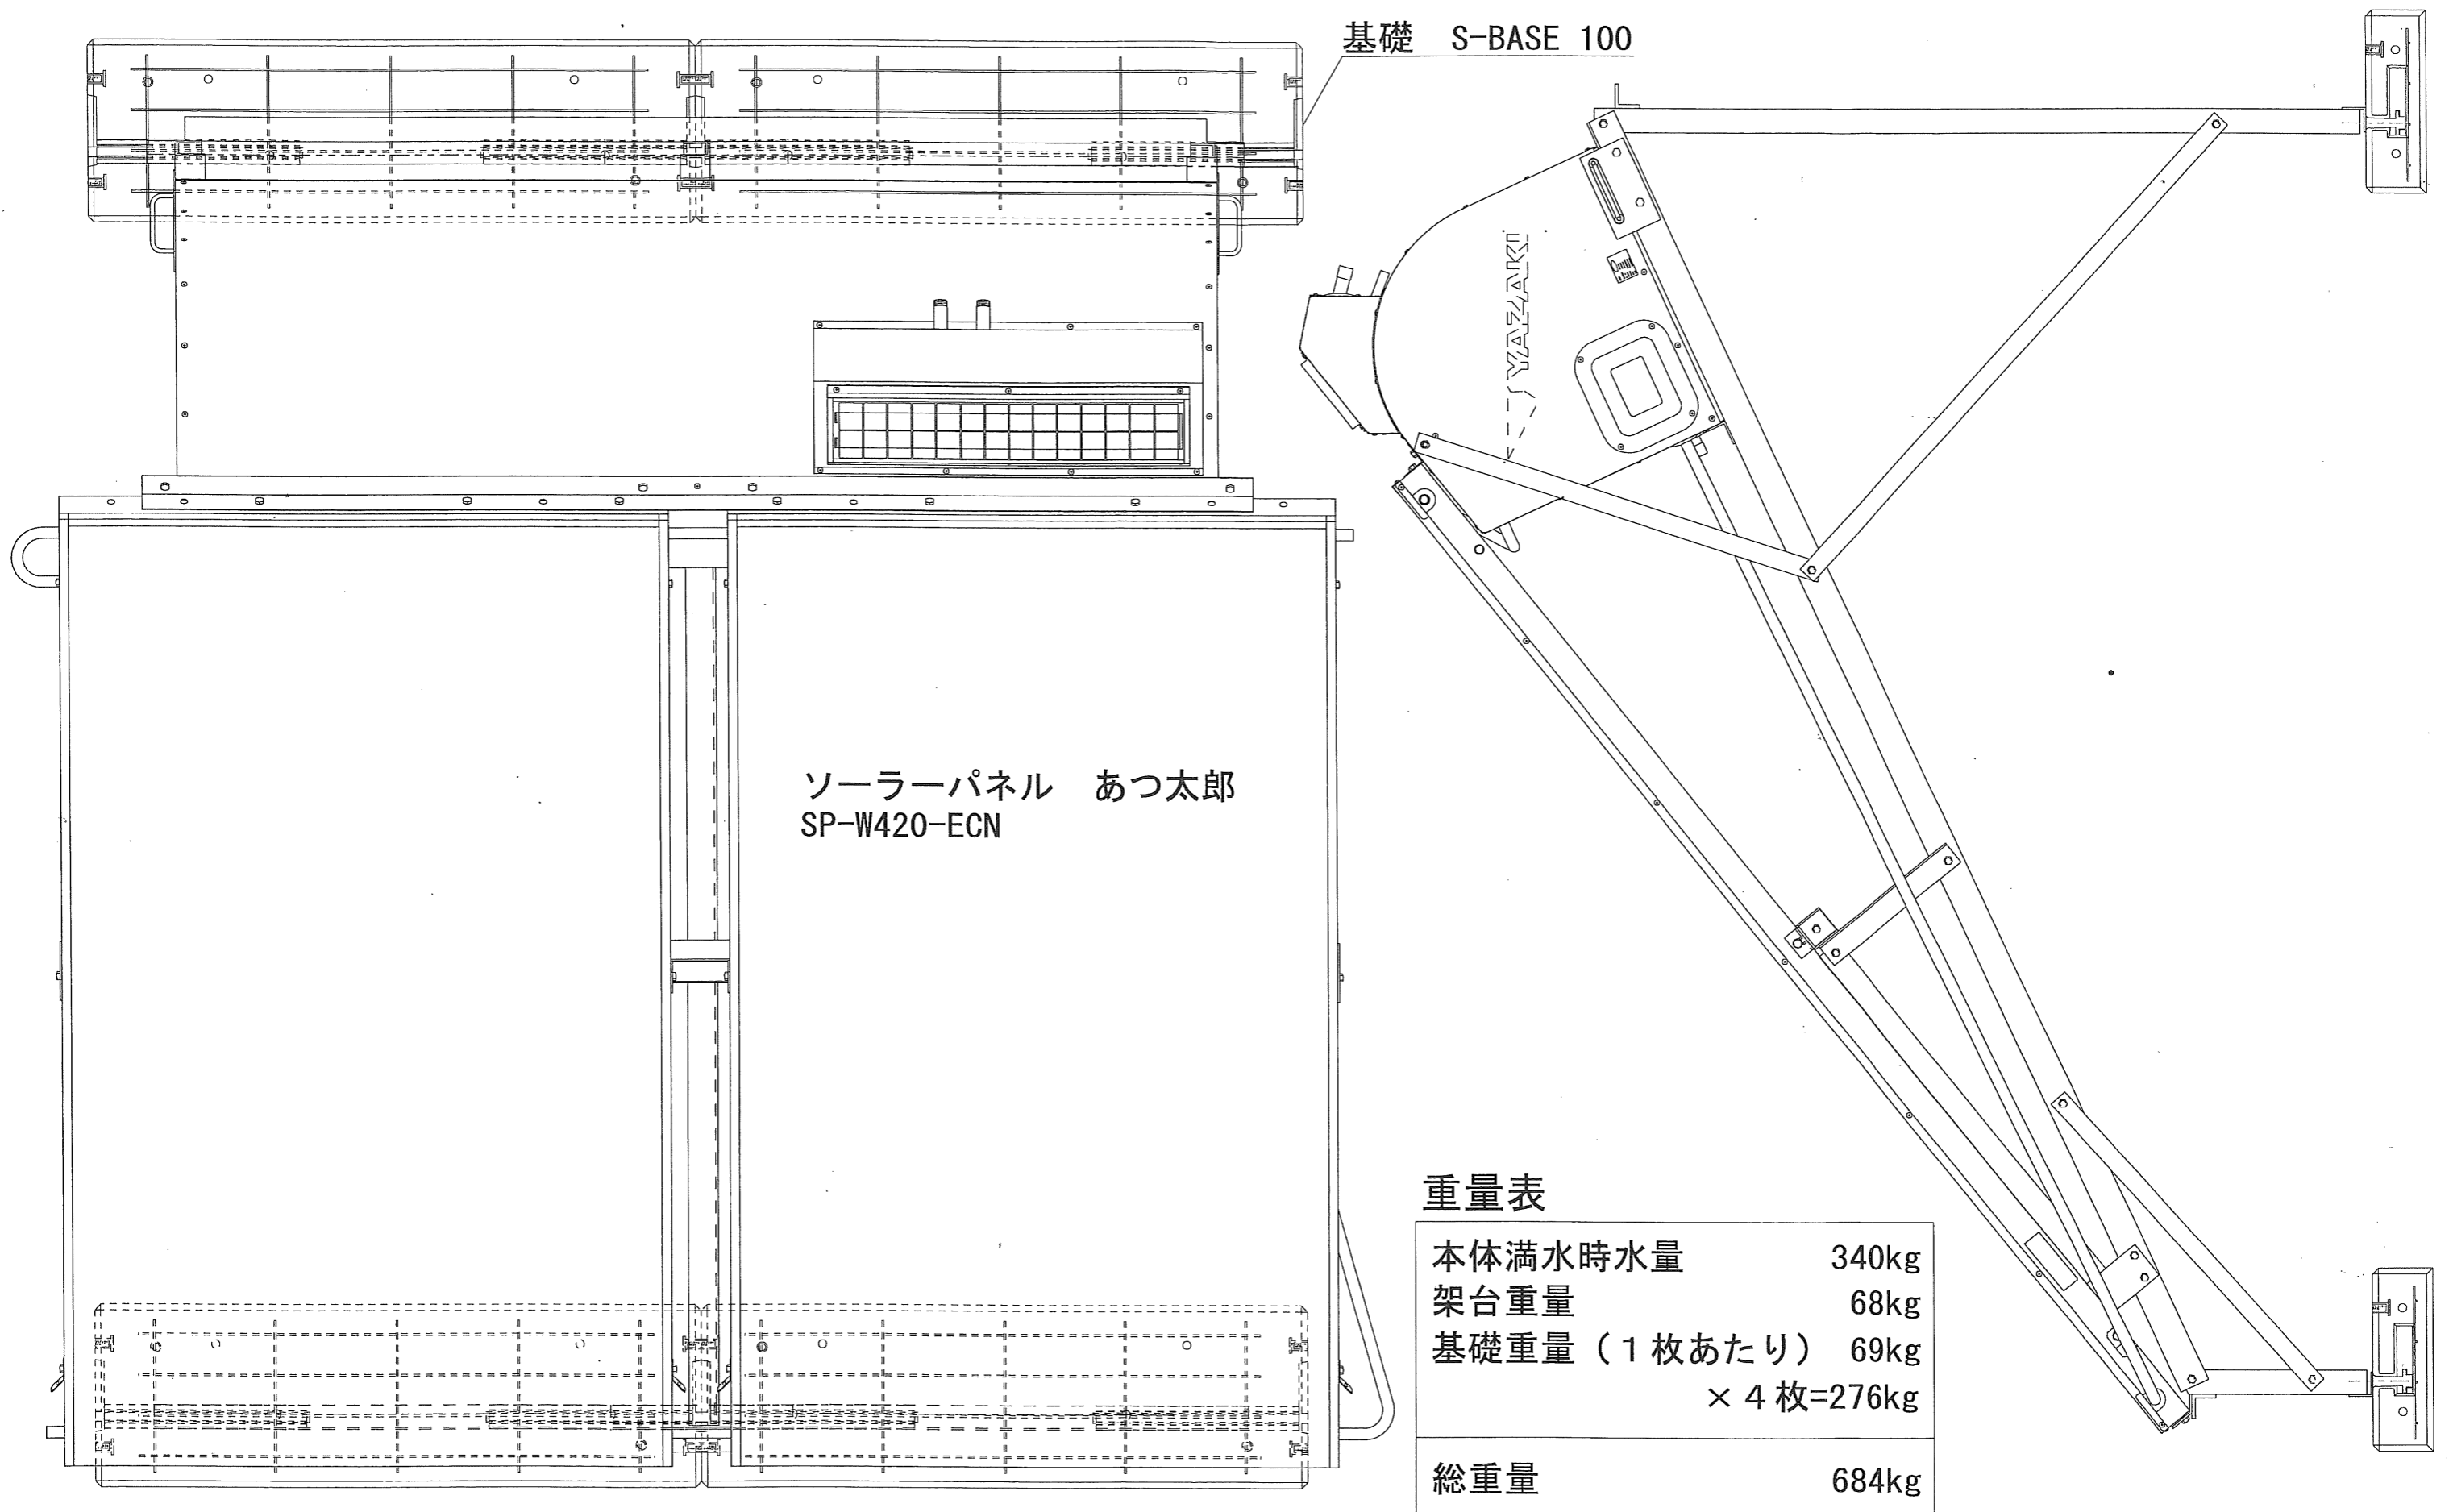 基礎　S-BASE 100
YAZAKI
ソーラーパネル　あつ太郎
SP-W420-ECN
重量表
本体満水時水量　340kg
架台重量　68kg
基礎重量（１枚あたり）　69kg
×４枚=276kg
総重量　684kg